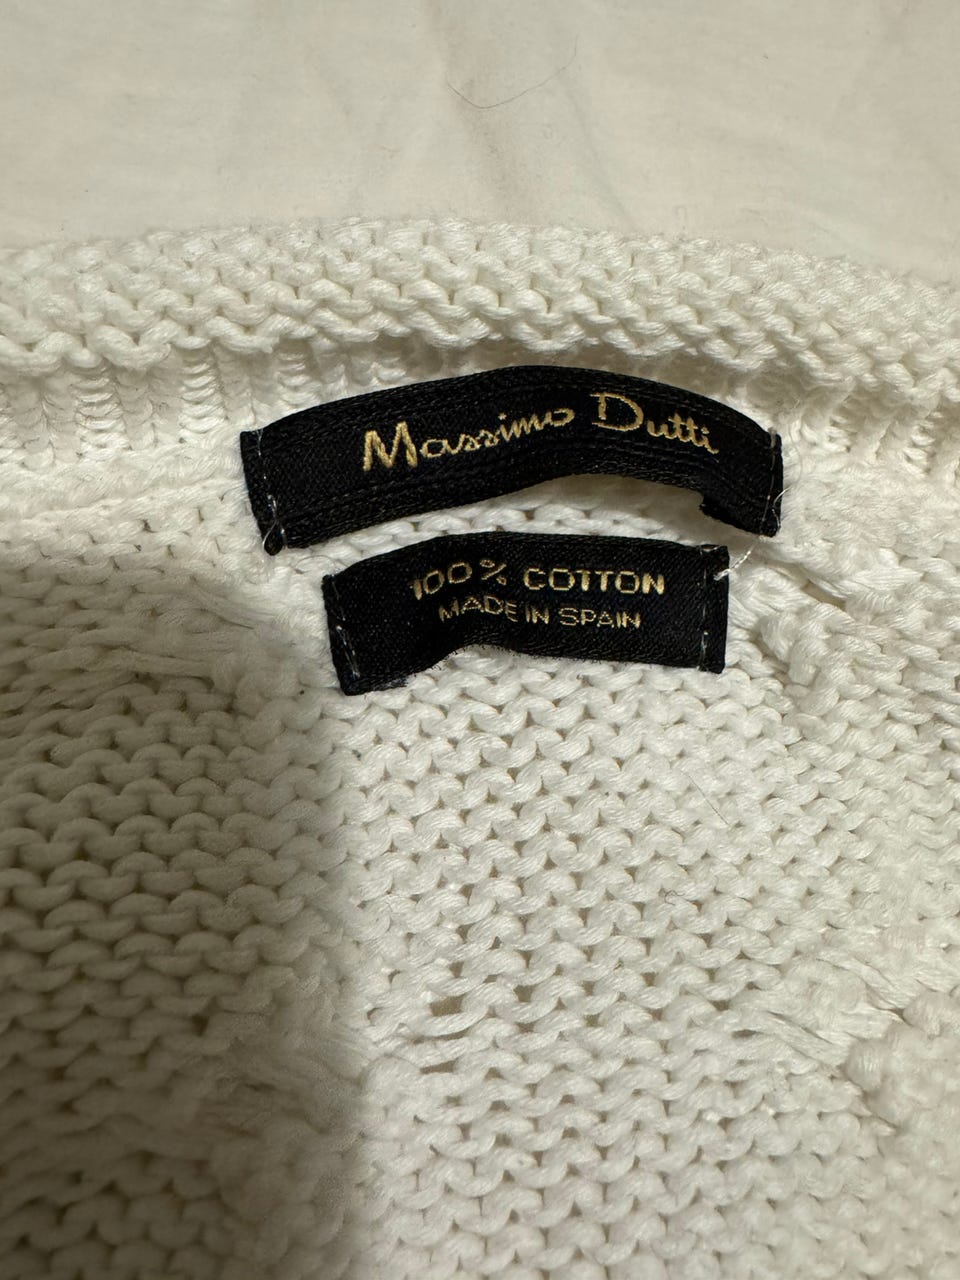 Massimo Dutti
100% COTTON
MADE IN SPAIN